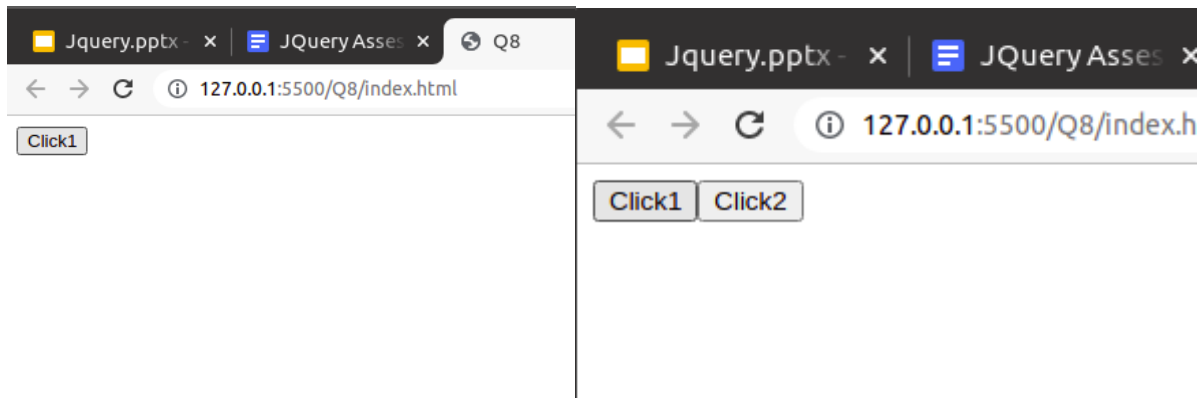 Jquery.pptx - JQuery Asses Q8
127.0.0.1:5500/Q8/index.html
Click1
Jquery.pptx - JQuery Asses
127.0.0.1:5500/Q8/index.h
Click1 Click2